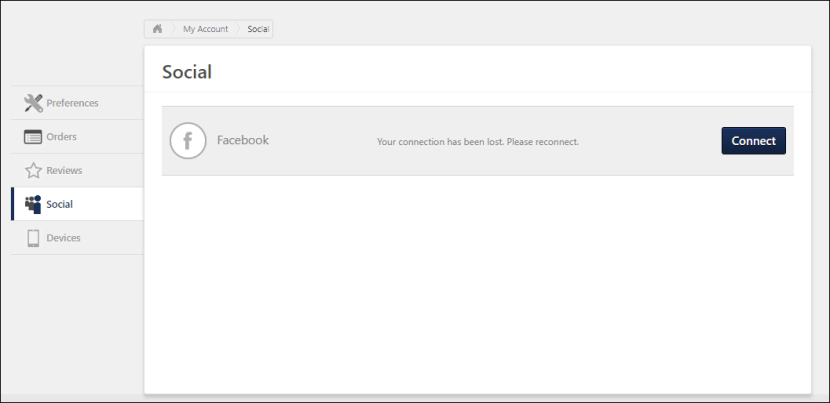 My Account
Social
Social
Preferences
Orders
Reviews
Social
Devices
Facebook
Your connection has been lost. Please reconnect.
Connect